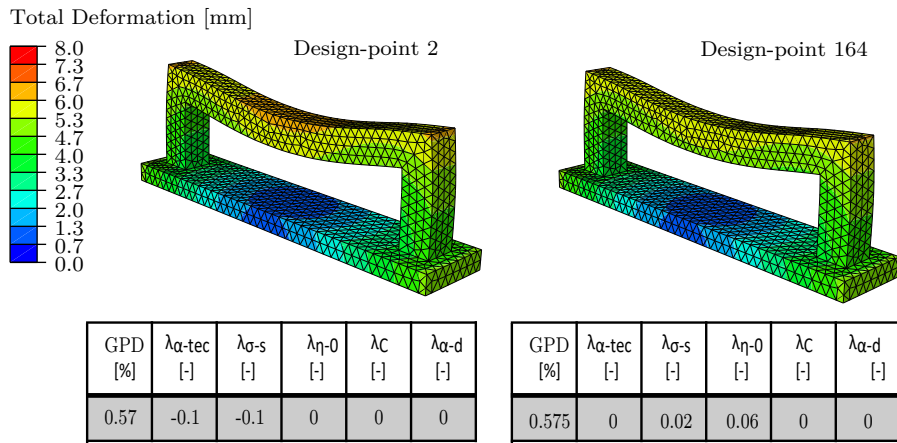 Total Deformation [mm]
8.0
7.3
6.7
6.0
5.3
4.7
4.0
3.3
2.7
2.0
1.3
0.7
0.0
Design-point 2
Design-point 164
GPD λα-tec λσ-s λη-0 λC λα-d
[%] [-] [-] [-] [-] [-]
0.57 -0.1 -0.1 0 0 0
GPD λα-tec λσ-s λη-0 λC λα-d
[%] [-] [-] [-] [-] [-]
0.575 0 0.02 0.06 0 0